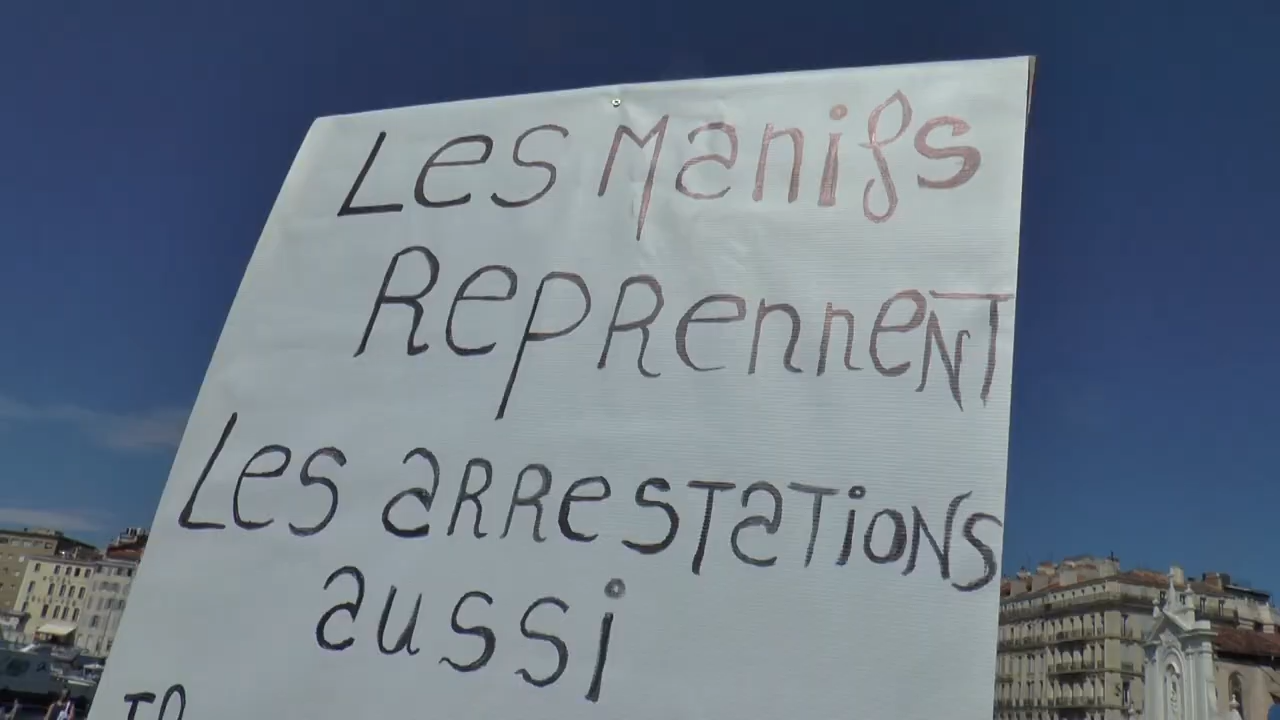 Les Manifs
Reprennent
Les arrestations
aussi